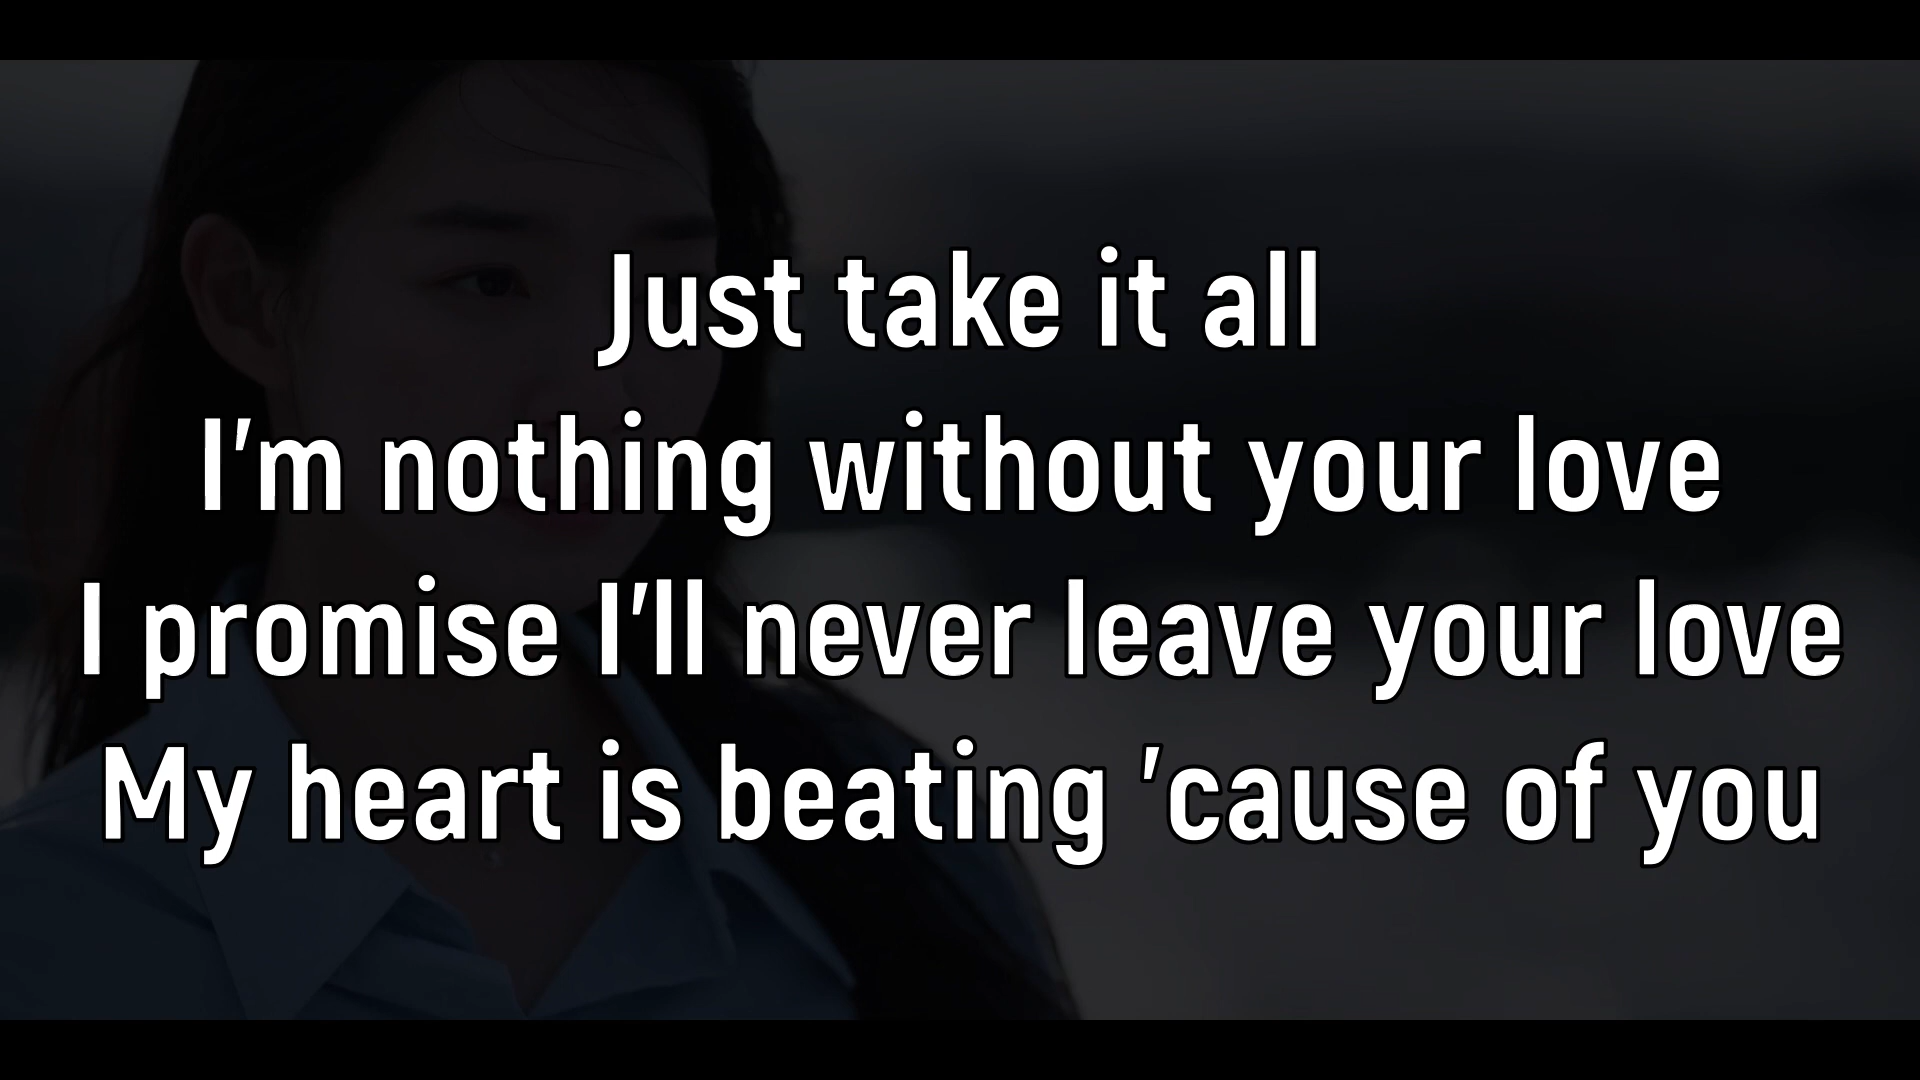 Just take it all
I'm nothing without your love
I promise I'll never leave your love
My heart is beating 'cause of you